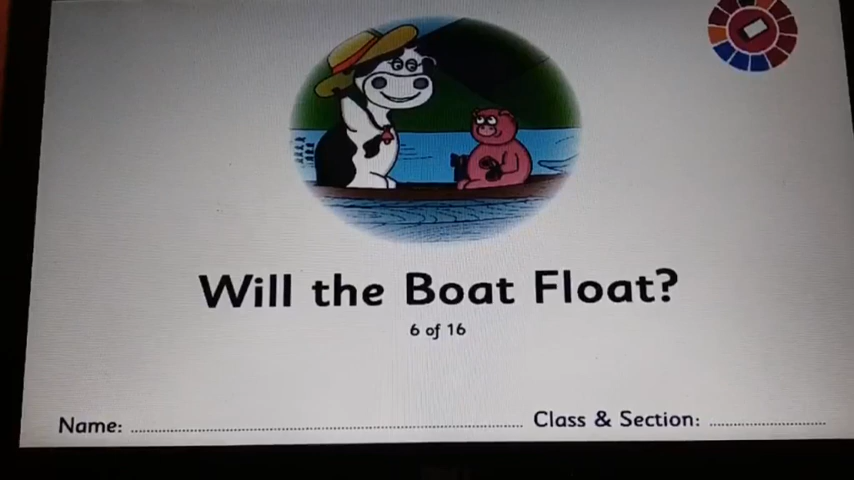 Will the Boat Float?
6 of 16
Name: ........................ Class & Section: ........................